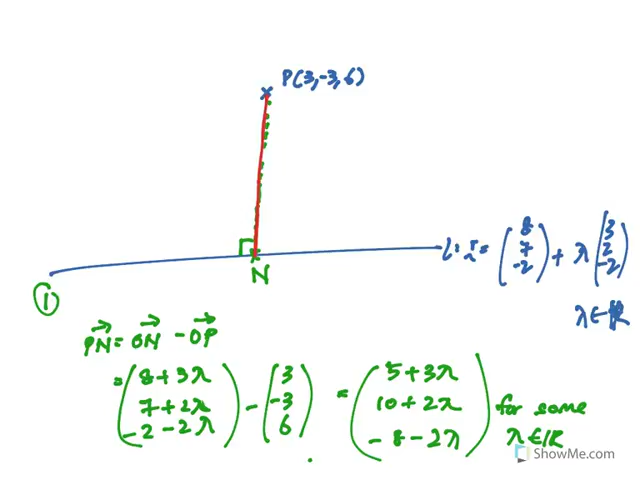 P(3,-3,6)
l: r = (8 7 -2) + λ (3 2 -2)
N
λ∈ℝ
①
PN = ON - OP
= (8+3λ 7+2λ -2-2λ) - (3 -3 6) = (5+3λ 10+2λ -8-2λ) for some λ∈ℝ
ShowMe.com